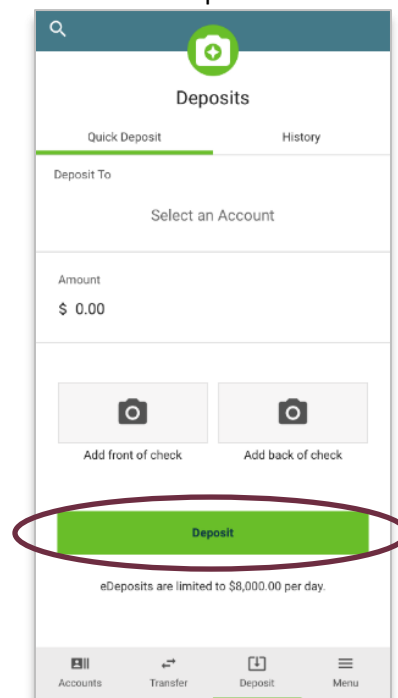 Deposits
Quick Deposit History
Deposit To
Select an Account
Amount
$ 0.00
Add front of check Add back of check
Deposit
eDeposits are limited to $8,000.00 per day.
Accounts Transfer Deposit Menu